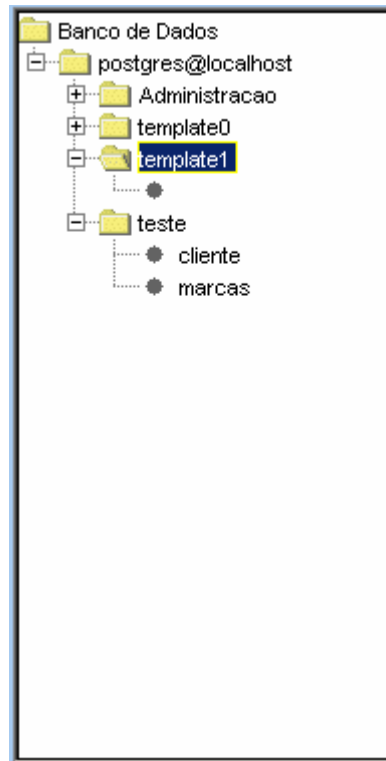 Banco de Dados
postgres@localhost
Administracao
template0
template1
teste
cliente
marcas